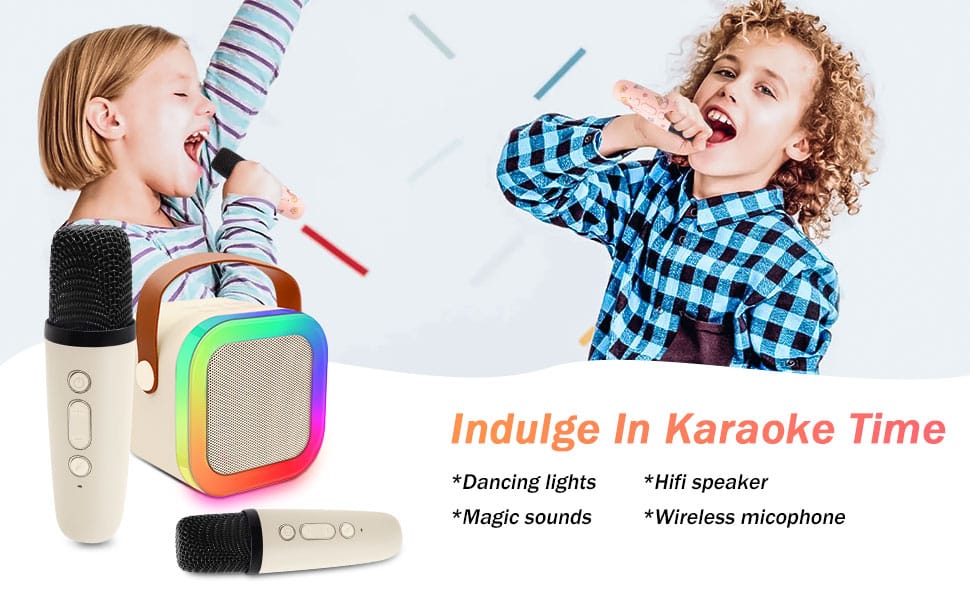 Indulge In Karaoke Time
*Dancing lights *Hifi speaker
*Magic sounds *Wireless micophone